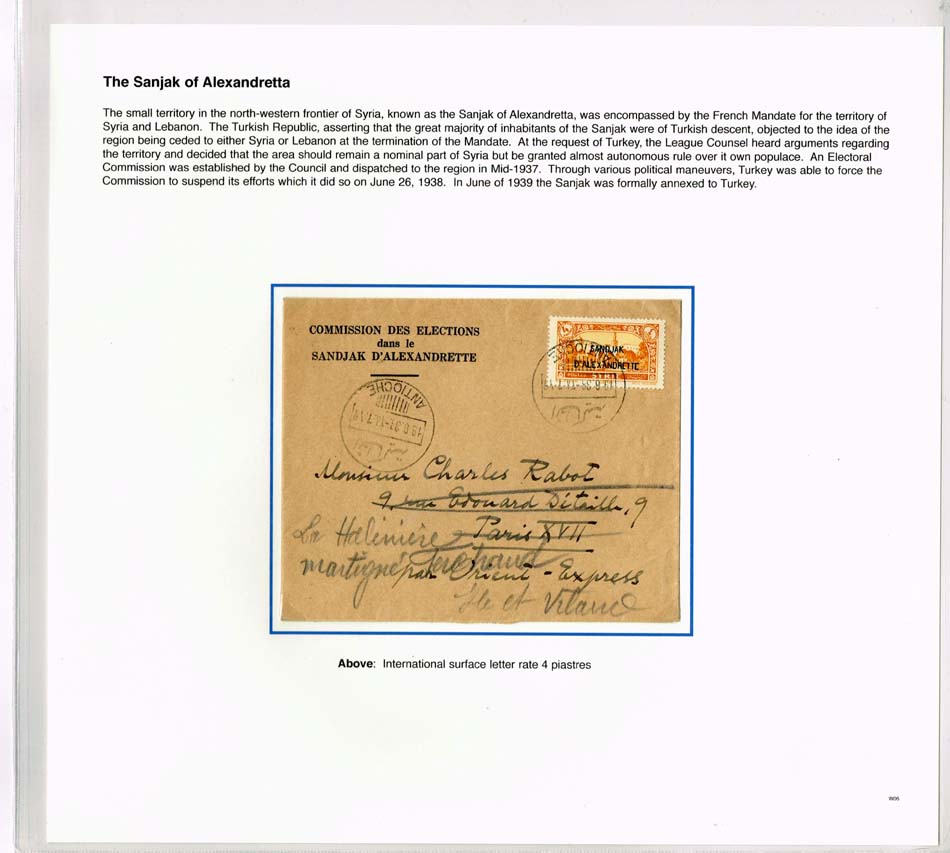 The Sanjak of Alexandretta
The small territory in the north-western frontier of Syria, known as the Sanjak of Alexandretta, was encompassed by the French Mandate for the territory of
Syria and Lebanon. The Turkish Republic, asserting that the great majority of inhabitants of the Sanjak were of Turkish descent, objected to the idea of the
region being ceded to either Syria or Lebanon at the termination of the Mandate. At the request of Turkey, the League Counsel heard arguments regarding
the territory and decided that the area should remain a nominal part of Syria but be granted almost autonomous rule over it own populace. An Electoral
Commission was established by the Council and dispatched to the region in Mid-1937. Through various political maneuvers, Turkey was able to force the
Commission to suspend its efforts which it did so on June 26, 1938. In June of 1939 the Sanjak was formally annexed to Turkey.
COMMISSION DES ELECTIONS
dans le
SANDJAK D'ALEXANDRETTE
SANDJAK
D'ALEXANDRETTE
ANTIOCHE
Monsieur Charles Rabot
9, rue Edouard Détaille, 9
Paris XVII
La
Martigné Ferchaud
par Orient-Express
Ile et Vilaine
Above: International surface letter rate 4 piastres